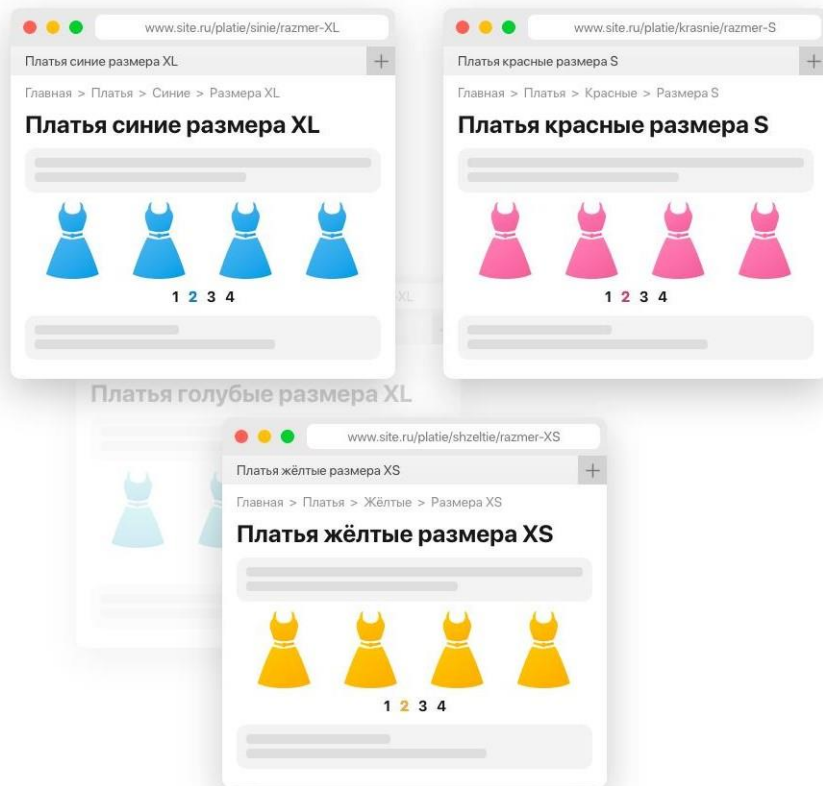 www.site.ru/platie/sinie/razmer-XL
Платья синие размера XL
Главная > Платья > Синие > Размера XL
Платья синие размера XL
1 2 3 4
www.site.ru/platie/krasnie/razmer-S
Платья красные размера S
Главная > Платья > Красные > Размера S
Платья красные размера S
1 2 3 4
XL
Платья голубые размера XL
www.site.ru/platie/shzeltie/razmer-XS
Платья жёлтые размера XS
Главная > Платья > Жёлтые > Размера XS
Платья жёлтые размера XS
1 2 3 4